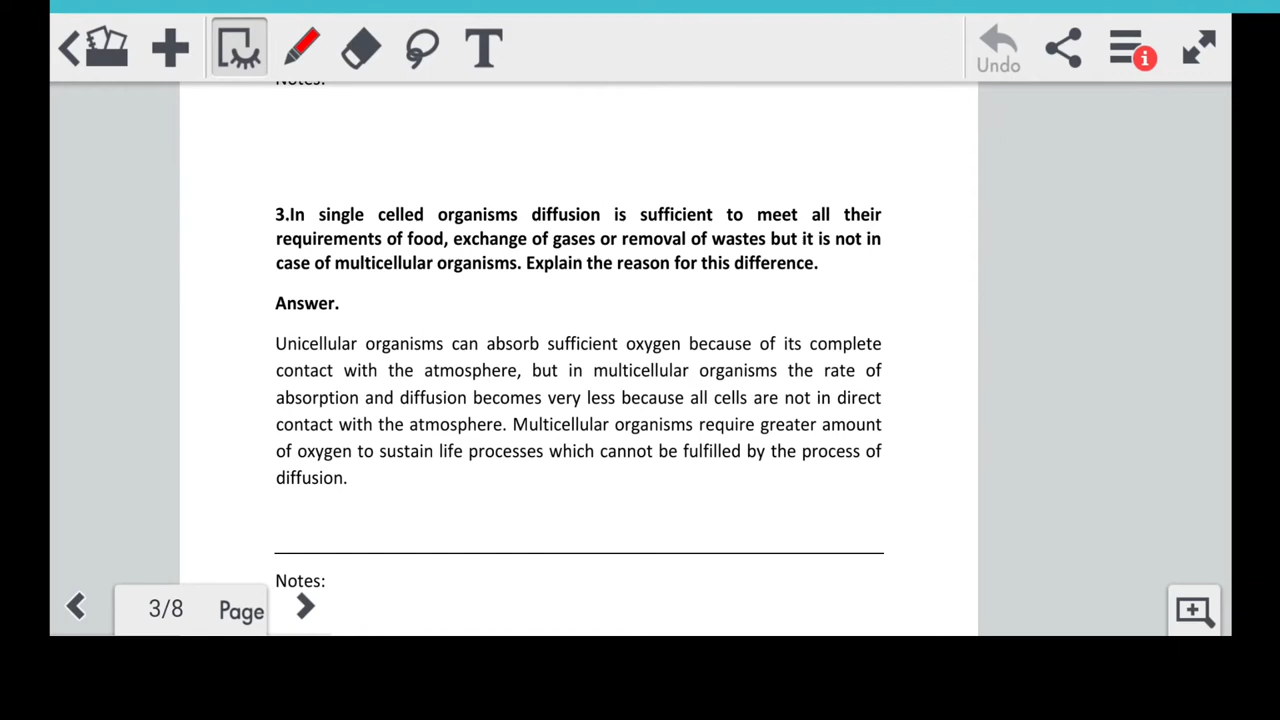 Undo
i
T
Notes:
3.In single celled organisms diffusion is sufficient to meet all their
requirements of food, exchange of gases or removal of wastes but it is not in
case of multicellular organisms. Explain the reason for this difference.
Answer.
Unicellular organisms can absorb sufficient oxygen because of its complete
contact with the atmosphere, but in multicellular organisms the rate of
absorption and diffusion becomes very less because all cells are not in direct
contact with the atmosphere. Multicellular organisms require greater amount
of oxygen to sustain life processes which cannot be fulfilled by the process of
diffusion.
Notes:
3/8 Page